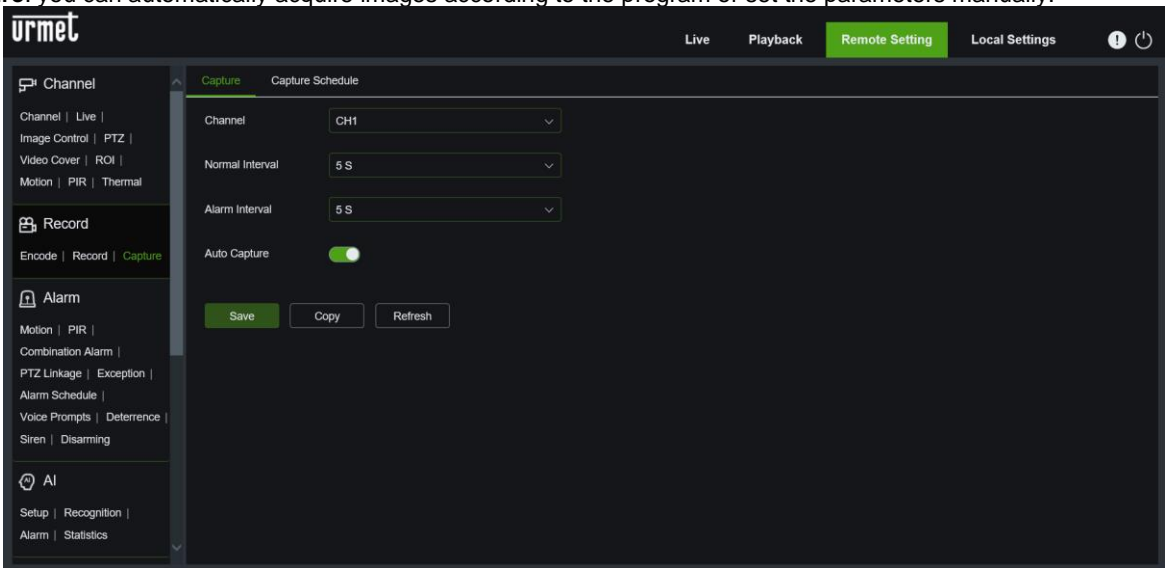 you can automatically acquire images according to the program or set the parameters manually.
urmet
Live Playback Remote Setting Local Settings
Channel
Channel | Live |
Image Control | PTZ |
Video Cover | ROI |
Motion | PIR | Thermal
Record
Encode | Record | Capture
Alarm
Motion | PIR |
Combination Alarm |
PTZ Linkage | Exception |
Alarm Schedule |
Voice Prompts | Deterrence |
Siren | Disarming
AI
Setup | Recognition |
Alarm | Statistics
Capture Capture Schedule
Channel CH1
Normal Interval 5 S
Alarm Interval 5 S
Auto Capture
Save Copy Refresh